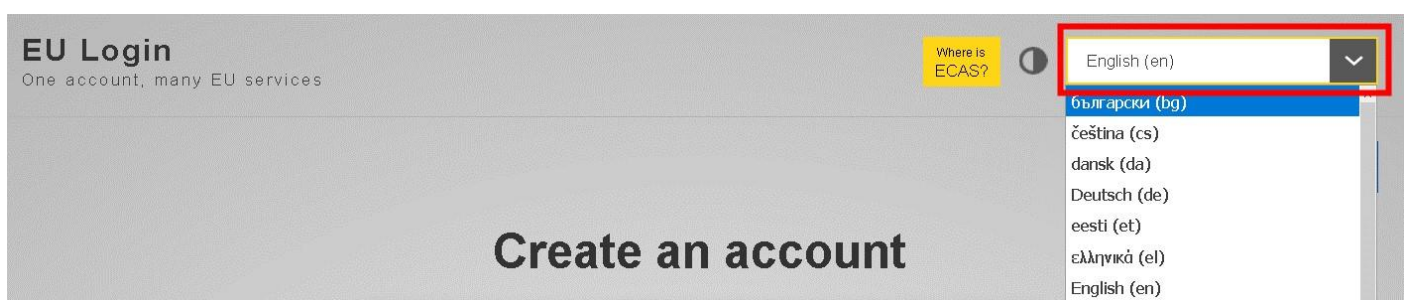 EU Login
One account, many EU services
Where is
ECAS?
English (en)
български (bg)
čeština (cs)
dansk (da)
Deutsch (de)
eesti (et)
ελληνικά (el)
English (en)
Create an account